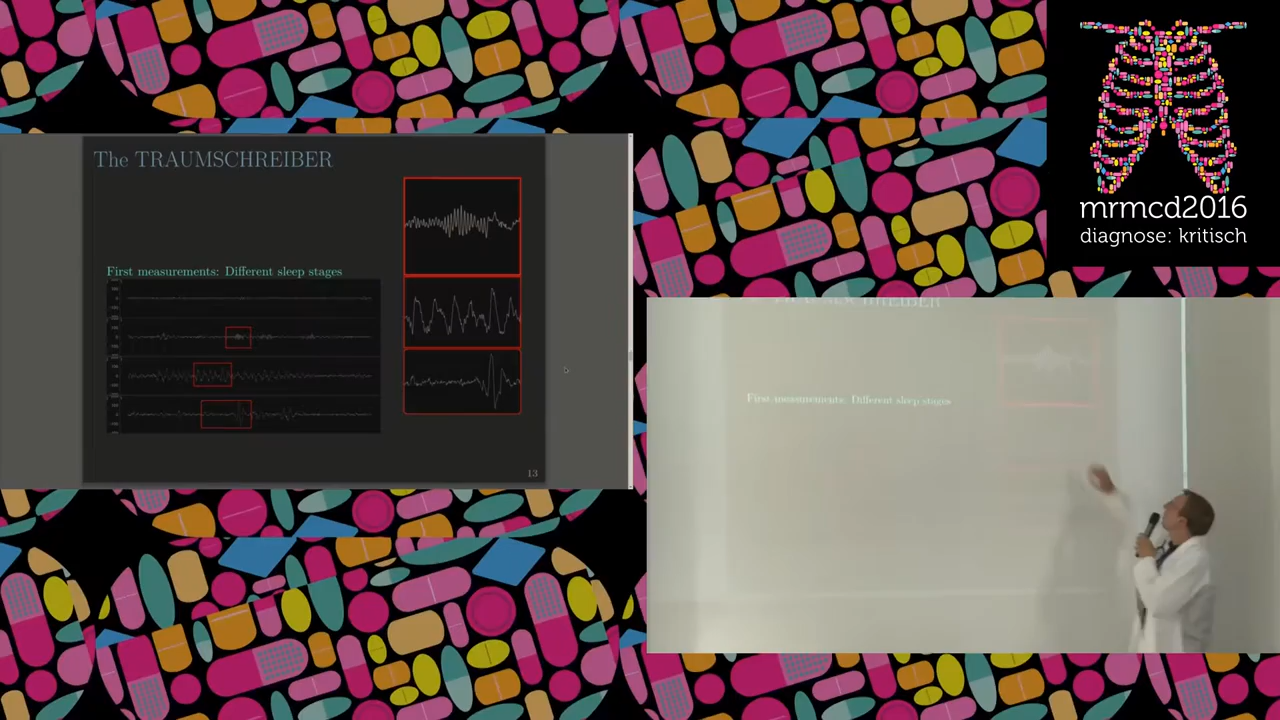 The TRAUMSCHREIBER
First measurements: Different sleep stages
13
mrmcd2016
diagnose: kritisch
First measurements: Different sleep stages